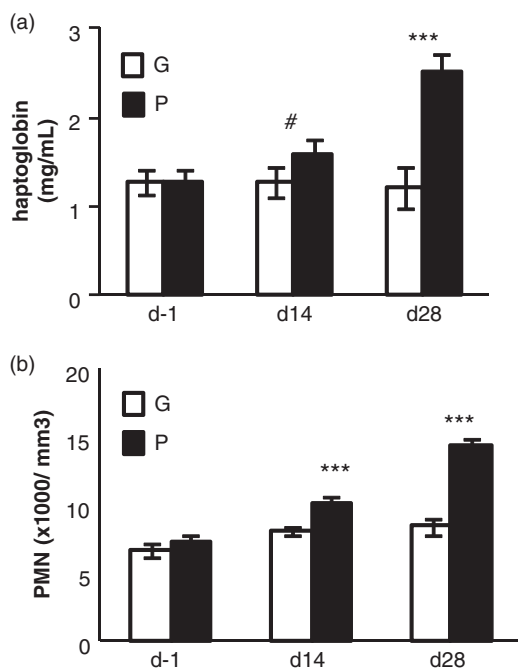 (a)
3
2
1
0
haptoglobin
(mg/mL)
G
P
#
***
d-1
d14
d28
(b)
20
15
10
5
0
PMN (x1000/ mm3)
G
P
***
***
d-1
d14
d28